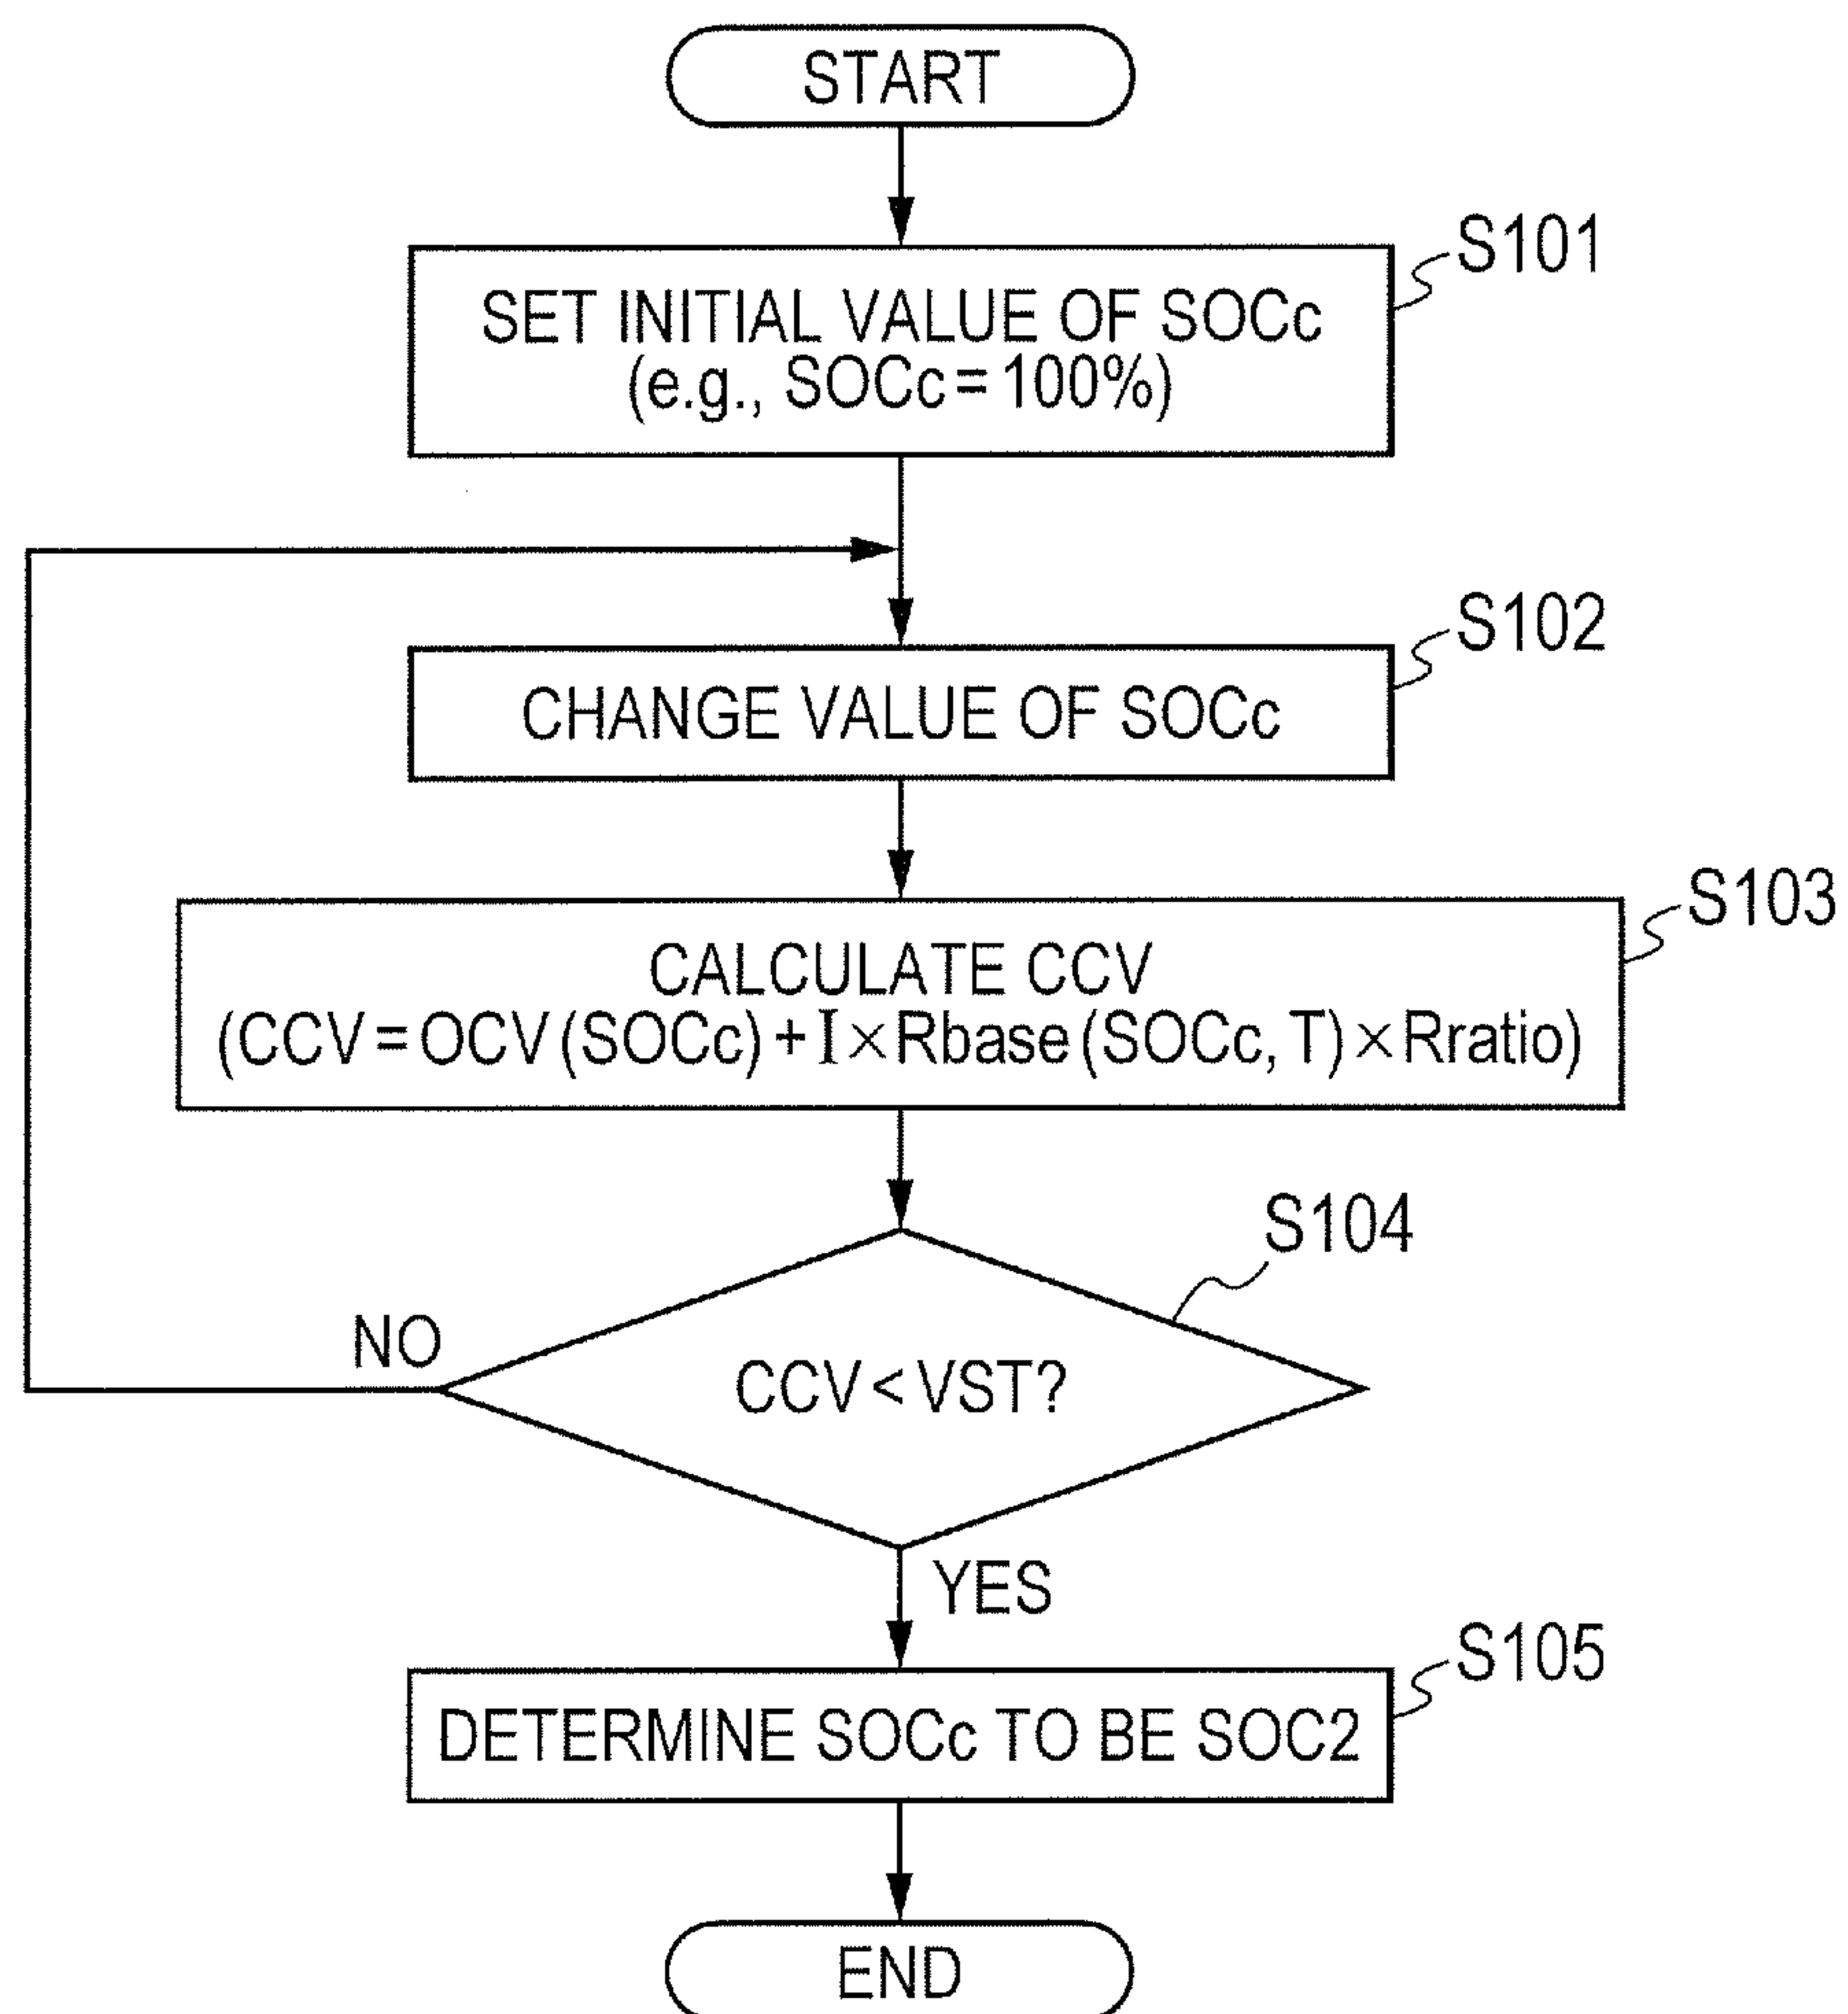 START
S101
SET INITIAL VALUE OF SOCc
(e.g., SOCc = 100%)
S102
CHANGE VALUE OF SOCc
S103
CALCULATE CCV
(CCV = OCV (SOCc) + I × Rbase (SOCc, T) × Rratio)
S104
NO
CCV < VST?
YES
S105
DETERMINE SOCc TO BE SOC2
END